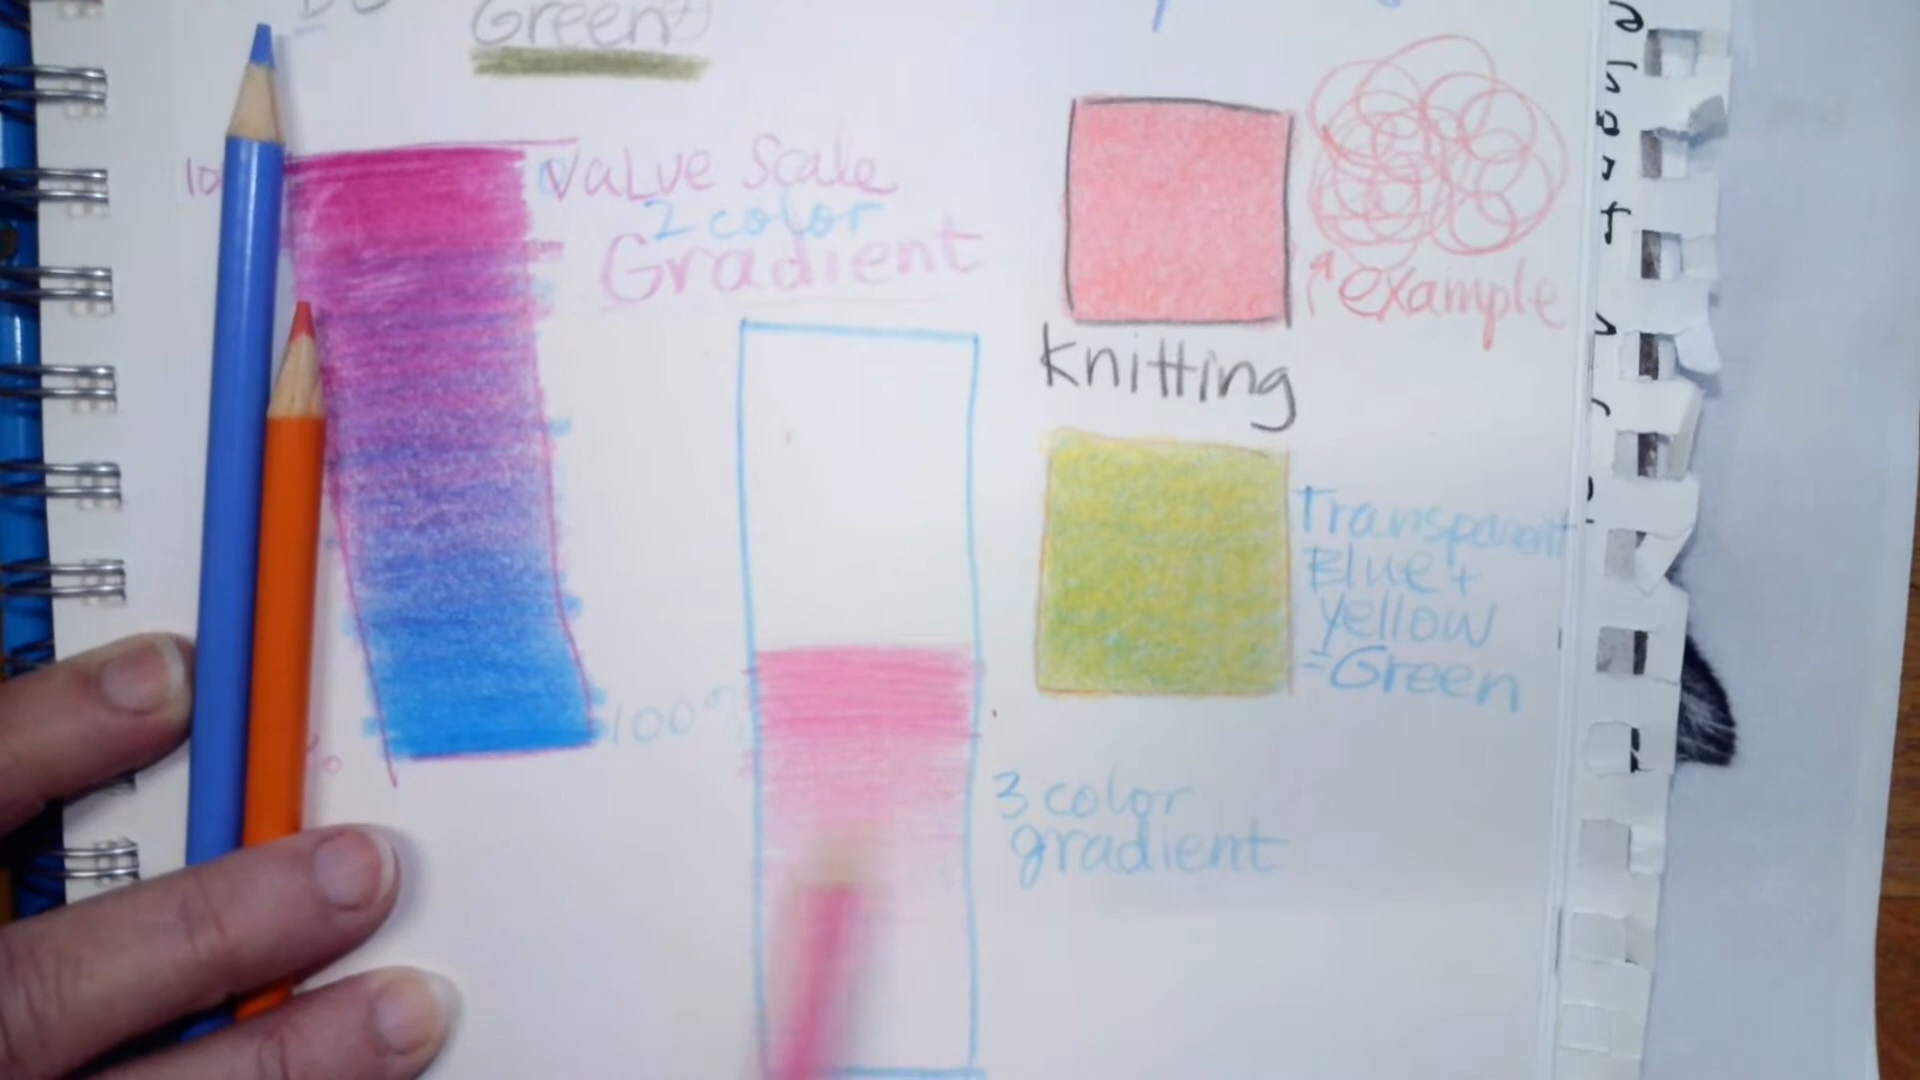 Green
Value Scale
2 color
Gradient
example
Knitting
Transparent
Blue +
yellow
=Green
100%
3 color
gradient